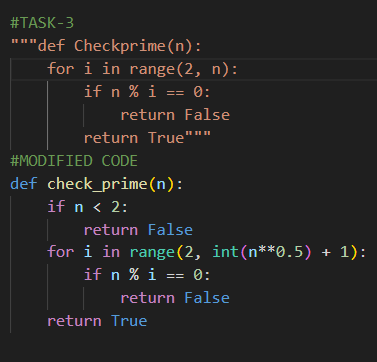 #TASK-3
"""def Checkprime(n):
    for i in range(2, n):
        if n % i == 0:
            return False
        return True"""
#MODIFIED CODE
def check_prime(n):
    if n < 2:
        return False
    for i in range(2, int(n**0.5) + 1):
        if n % i == 0:
            return False
    return True